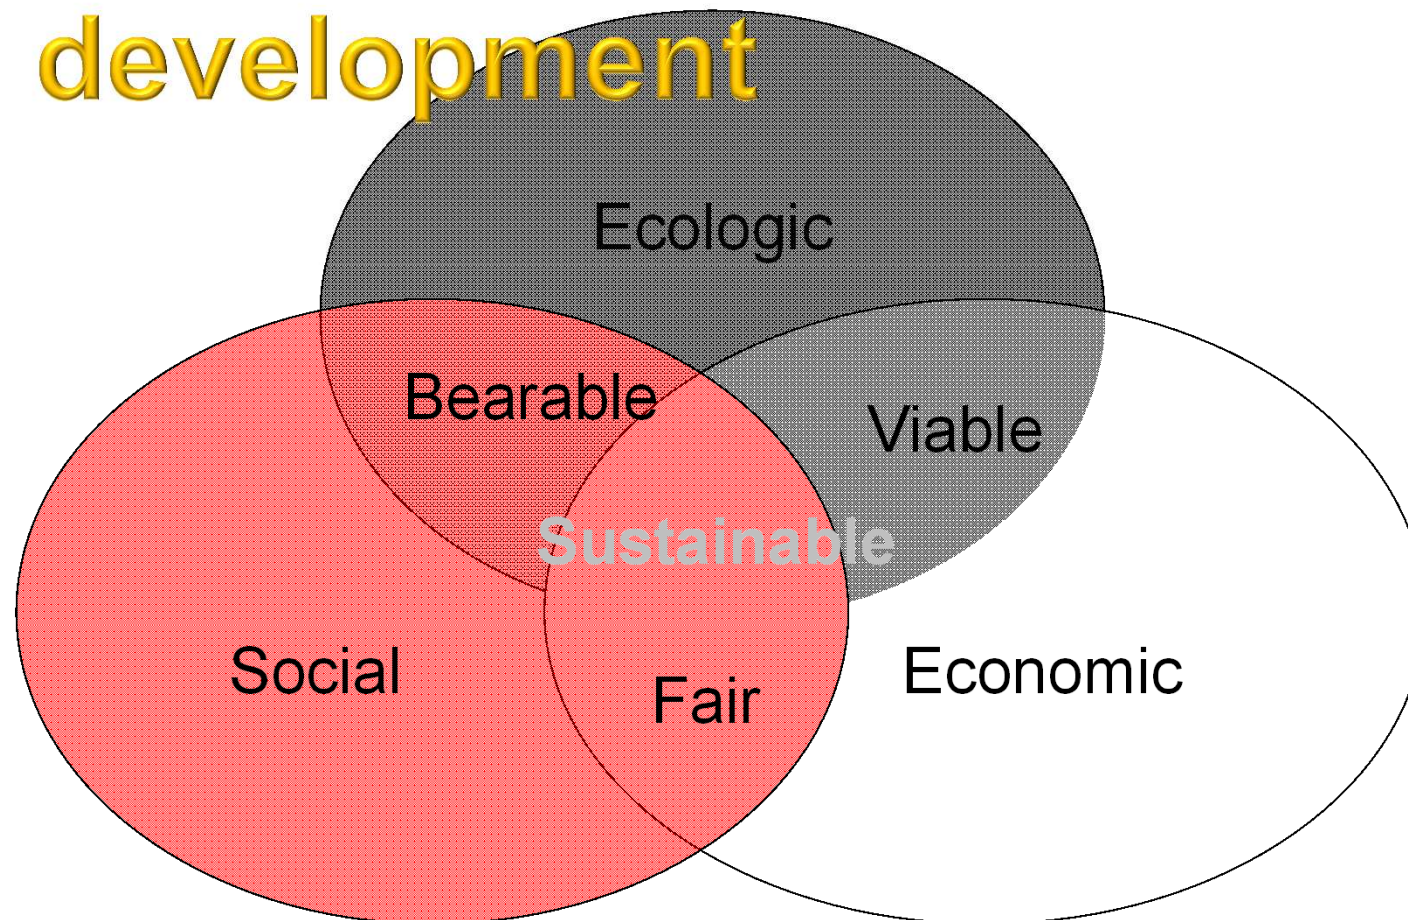 development
Ecologic
Bearable
Viable
Sustainable
Social
Fair
Economic